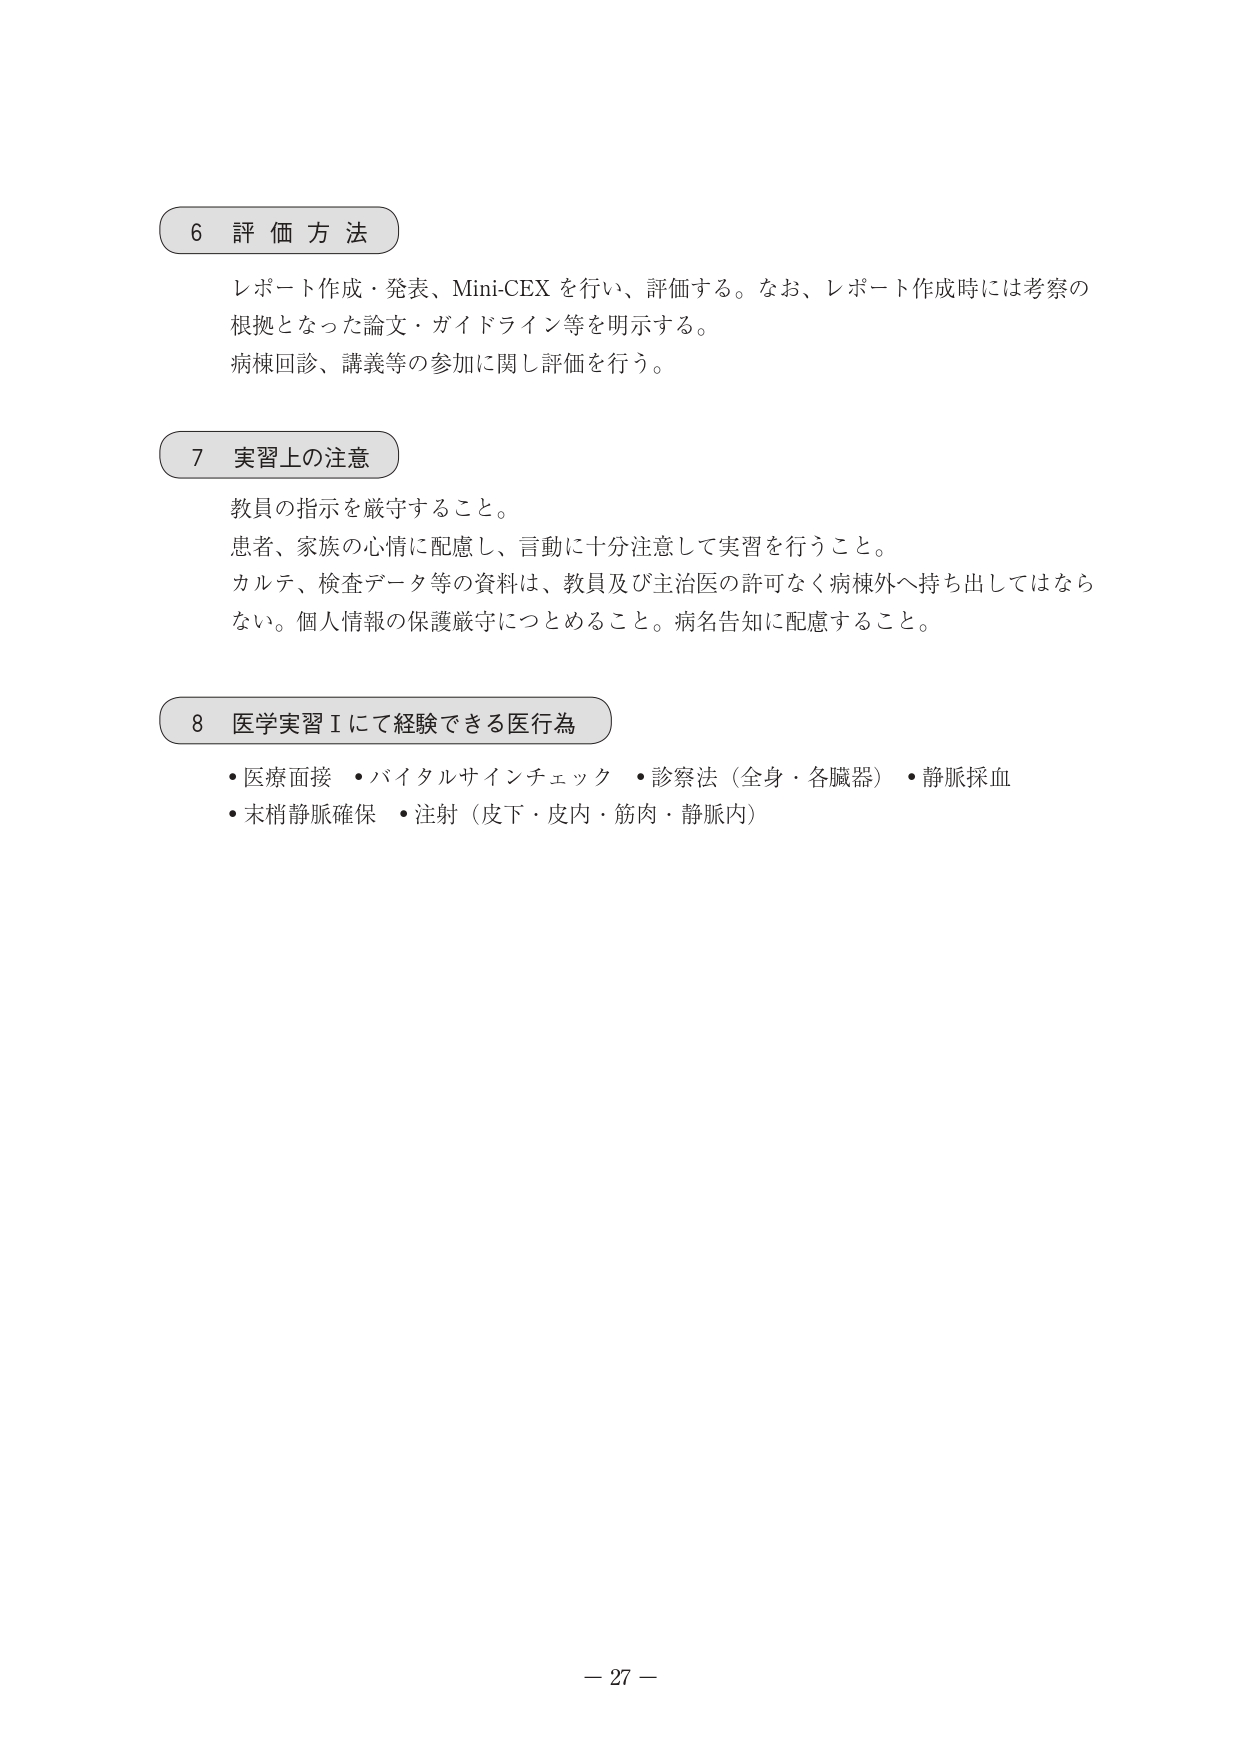 6 評価方法
レポート作成・発表、Mini-CEX を行い、評価する。なお、レポート作成時には考察の
根拠となった論文・ガイドライン等を明示する。
病棟回診、講義等の参加に関し評価を行う。
7 実習上の注意
教員の指示を厳守すること。
患者、家族の心情に配慮し、言動に十分注意して実習を行うこと。
カルテ、検査データ等の資料は、教員及び主治医の許可なく病棟外へ持ち出してはなら
ない。個人情報の保護厳守につとめること。病名告知に配慮すること。
8 医学実習Ⅰにて経験できる医行為
•医療面接 •バイタルサインチェック •診察法（全身・各臓器） •静脈採血
•末梢静脈確保 •注射（皮下・皮内・筋肉・静脈内）
― 27 ―